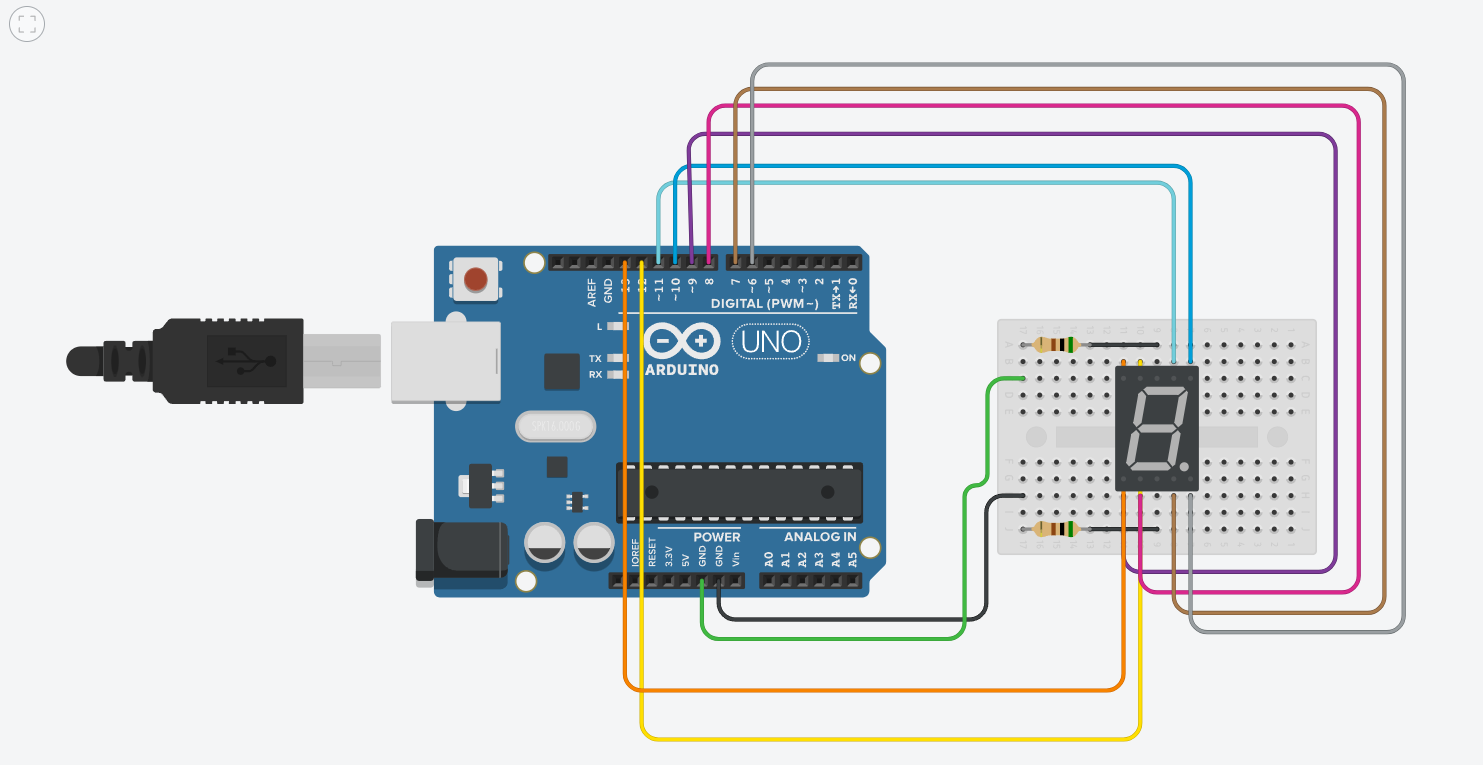 AREF
GND
13
12
~11
~10
~9
8
7
~6
~5
4
~3
2
TX→1
RX←0
DIGITAL (PWM~)
L
TX
RX
UNO
ON
ARDUINO
POWER
ANALOG IN
IOREF
RESET
3.3V
5V
GND
GND
Vin
A0
A1
A2
A3
A4
A5